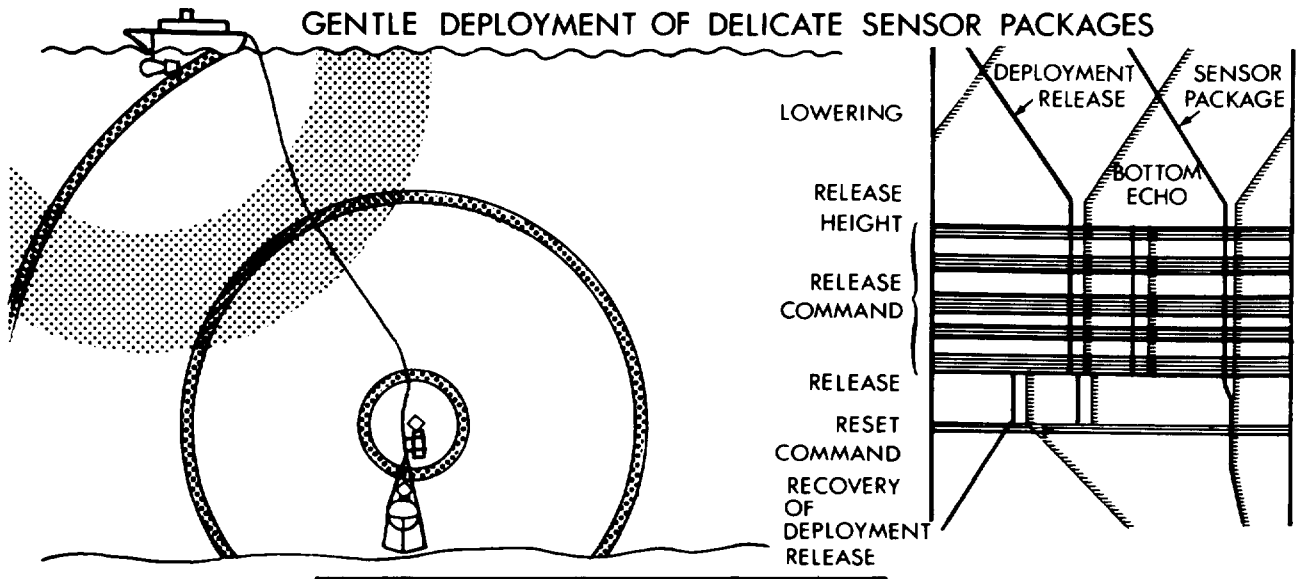 GENTLE DEPLOYMENT OF DELICATE SENSOR PACKAGES
LOWERING
RELEASE
HEIGHT
RELEASE
COMMAND
RELEASE
RESET
COMMAND
RECOVERY
OF
DEPLOYMENT
RELEASE
DEPLOYMENT
RELEASE
SENSOR
PACKAGE
BOTTOM
ECHO